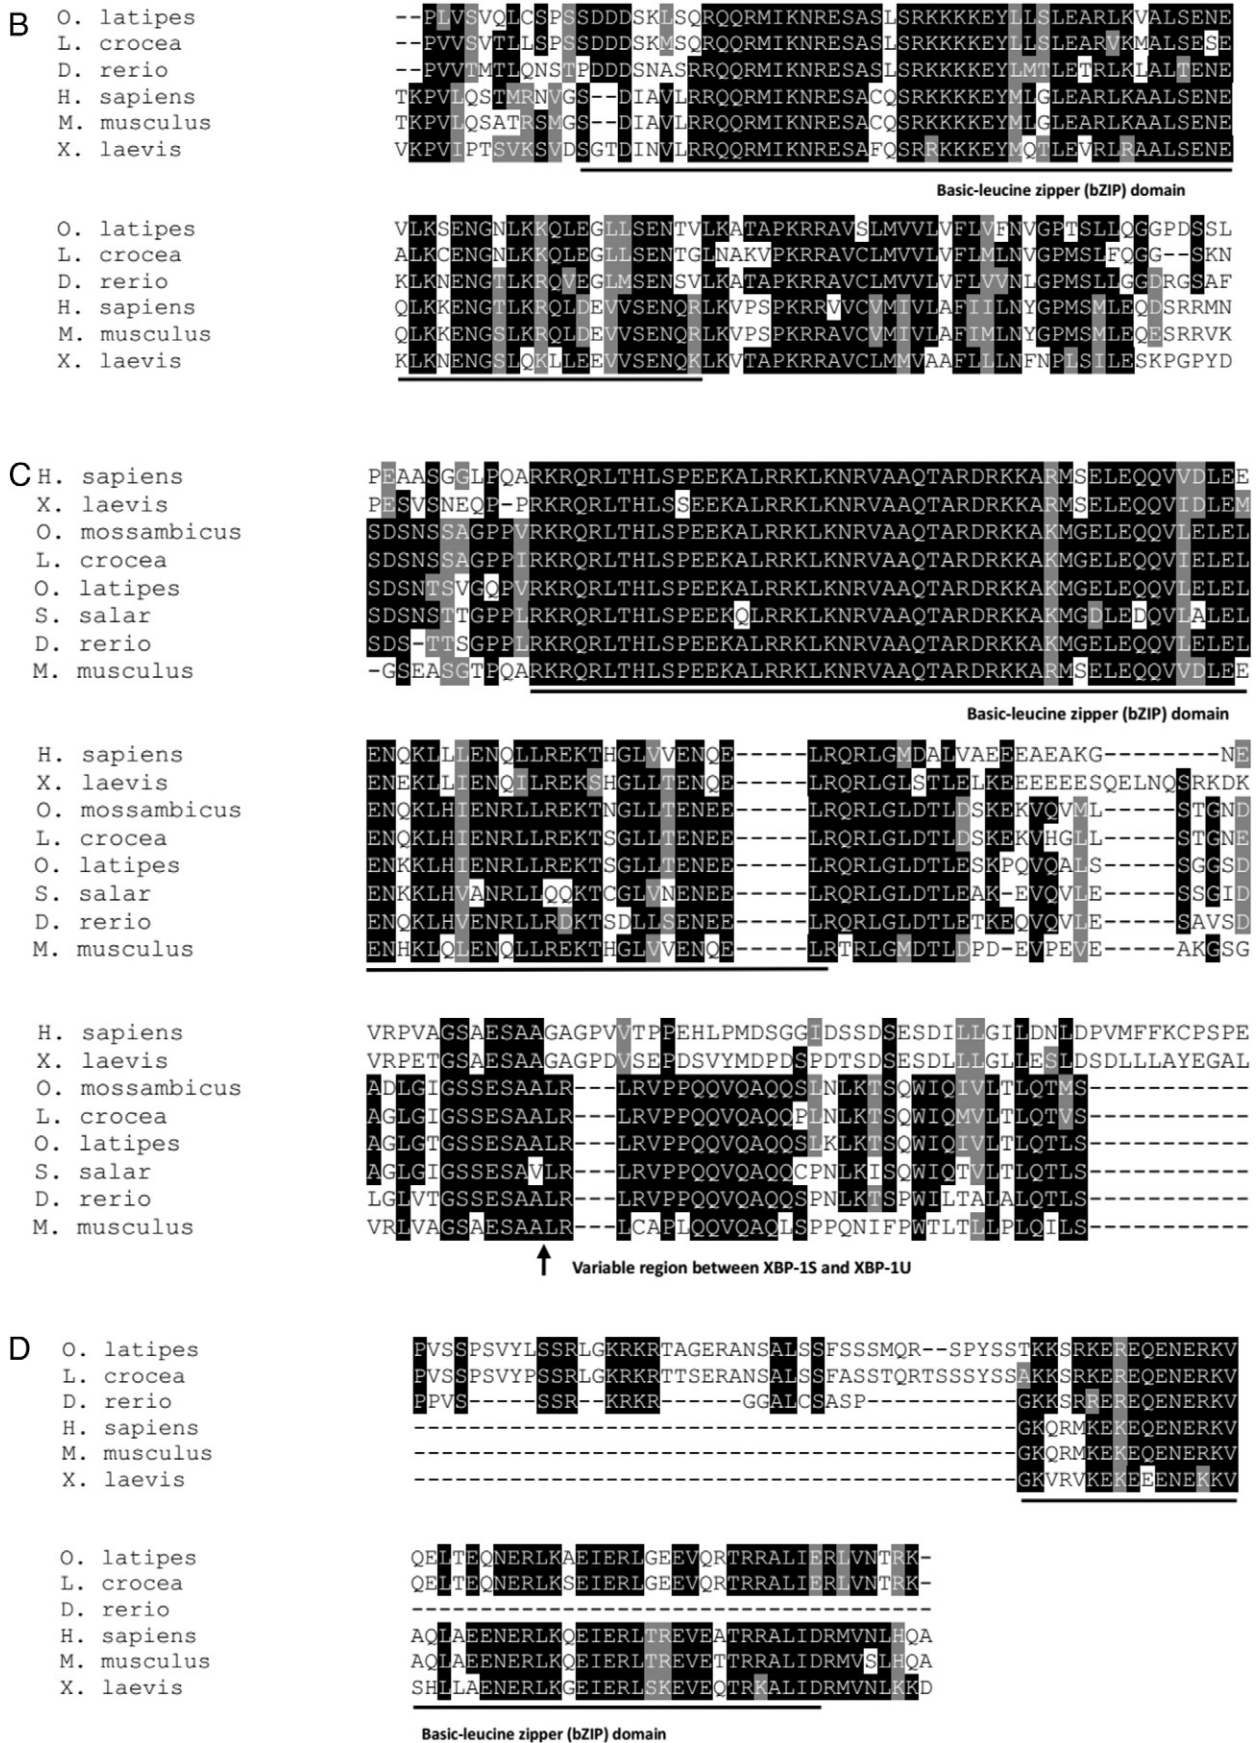 B
O. latipes --PLVSVQLCSPSSDDDSKLSQRQQRMIKNRESASLSRKKKKEYLLSLEARLKVALSENE
L. crocea --PVVSVTLLSPSSDDDSKMSQRQQRMIKNRESASLSRKKKKEYLLSLEARVKMALSESE
D. rerio --PVVTMTLQNSTPDDDSNASRRQQRMIKNRESASLSRKKKKEYLMTLETRLKLALTENE
H. sapiens TKPVLQSTMRNVGS--DIAVLRRQQRMIKNRESACQSRKKKKEYMLGLEARLKAALSENE
M. musculus TKPVLQSATRSMGS--DIAVLRRQQRMIKNRESACQSRKKKKEYMLGLEARLKAALSENE
X. laevis VKPVIPTSVKSVDSGTDINVLRRQQRMIKNRESAFQSRRKKKEYMQTLEVRLRAALSENE
Basic-leucine zipper (bZIP) domain
O. latipes VLKSENGNLKKQLEGLLSENTVLKATAPKRRAVSLMVVLVFLVFNVGPTSLLQGGPDSSL
L. crocea ALKCENGNLKKQLEGLLSENTGLNAKVPKRRAVCLMVVLVFLMLNVGPMSLFQGG--SKN
D. rerio KLKNENGTLKRQVEGLMSENSVLKATAPKRRAVCLMVVLVFLVVNLGPMSLLGGDRGSAF
H. sapiens QLKKENGTLKRQLDEVVSENQRLKVPSPKRRVVCVMIVLAFIILNYGPMSMLEQDSRRMN
M. musculus QLKKENGSLKRQLDEVVSENQRLKVPSPKRRAVCVMIVLAFIMLNYGPMSMLEQESRRVK
X. laevis KLKNENGSLQKLLEEVVSENQKLKVTAPKRRAVCLMMVAAFLLLNFNPLSILESKPGPYD
C
H. sapiens PEAASGGLPQARKRQRLTHLSPEEKALRRKLKNRVAAQTARDRKKARMSELEQQVVDLEE
X. laevis PESVSNEQP-PRKRQRLTHLSSEEKALRRKLKNRVAAQTARDRKKARMSELEQQVIDLEM
O. mossambicus SDSNSSAGPPVRKRQRLTHLSPEEKALRRKLKNRVAAQTARDRKKAKMGELEQQVLELEL
L. crocea SDSNSSAGPPIRKRQRLTHLSPEEKALRRKLKNRVAAQTARDRKKAKMGELEQQVIELEL
O. latipes SDSNTSVGQPVRKRQRLTHLSPEEKALRRKLKNRVAAQTARDRKKAKMGELEQQVLELEL
S. salar SDSNSTTGPPLRKRQRLTHLSPEEKQLRRKLKNRVAAQTARDRKKAKMGDLEDQVLALEL
D. rerio SDS-TTSGPPLRKRQRLTHLSPEEKALRRKLKNRVAAQTARDRKKAKMGELEQQVLELEL
M. musculus -GSEASGTPQARKRQRLTHLSPEEKALRRKLKNRVAAQTARDRKKARMSELEQQVVDLEE
Basic-leucine zipper (bZIP) domain
H. sapiens ENQKLLLENQLLREKTHGLVVENQE-----LRQRLGMDALVAEEEAEAKG--------NE
X. laevis ENEKLLIENQILREKSHGLLTENQE-----LRQRLGLSTLELKEEEEEESQELNQSRKDK
O. mossambicus ENQKLHIENRLLREKTNGLLTENEE-----LRQRLGLDTLDSKEKVQVML-----STGND
L. crocea ENQKLHIENRLLREKTSGLLTENEE-----LRQRLGLDTLDSKEKVHGLL-----STGNE
O. latipes ENKKLHIENRLLREKTSGLLTENEE-----LRQRLGLDTLESKPQVQALS-----SGGSD
S. salar ENKKLHVANRLLQQKTCGLVNENEE-----LRQRLGLDTLEAK-EVQVLE-----SSGID
D. rerio ENQKLHVENRLLRDKTSDLLSENEE-----LRQRLGLDTLETKEQVQVLE-----SAVSD
M. musculus ENHKLQLENQLLREKTHGLVVENQE-----LRTRLGMDTLDPD-EVPEVE-----AKGSG
H. sapiens VRPVAGSAESAAGAGPVVTPPEHLPMDSGGIDSSDSESDILLGILDNLDPVMFFKCPSPE
X. laevis VRPETGSAESAAGAGPDVSEPDSVYMDPDSPDTSDSESDLLLGLLESLDSDLLLAYEGAL
O. mossambicus ADLGIGSSESAALR---LRVPPQQVQAQQSLNLKTSQWIQIVLTLQTMS-----------
L. crocea AGLGIGSSESAALR---LRVPPQQVQAQQPLNLKTSQWIQMVLTLQTVS-----------
O. latipes AGLGTGSSESAALR---LRVPPQQVQAQQSLKLKTSQWIQIVLTLQTLS-----------
S. salar AGLGIGSSESAVLR---LRVPPQQVQAQQCPNLKISQWIQTVLTLQTLS-----------
D. rerio LGLVTGSSESAALR---LRVPPQQVQAQQSPNLKTSPWILTALALQTLS-----------
M. musculus VRLVAGSAESAALR---LCAPLQQVQAQLSPPQNIFPWTLTLLPLQILS-----------
Variable region between XBP-1S and XBP-1U
D
O. latipes PVSSPSVYLSSRLGKRKRTAGERANSALSSFSSSMQR--SPYSSTKKSRKEREQENERKV
L. crocea PVSSPSVYPSSRLGKRKRTTSERANSALSSFASSTQRTSSSYSSAKKSRKEREQENERKV
D. rerio PPVS-----SSR--KRKR------GGALCSASP-----------GKKSRREREQENERKV
H. sapiens --------------------------------------------GKQRMKEKEQENERKV
M. musculus --------------------------------------------GKQRMKEKEQENERKV
X. laevis --------------------------------------------GKVRVKEKEEENEKKV
O. latipes QELTEQNERLKAEIERLGEEVQRTRRALIERLVNTRK-
L. crocea QELTEQNERLKSEIERLGEEVQRTRRALIERLVNTRK-
D. rerio --------------------------------------
H. sapiens AQLAEENERLKQEIERLTREVEATRRALIDRMVNLHQA
M. musculus AQLAEENERLKQEIERLTREVETTRRALIDRMVSLHQA
X. laevis SHLLAENERLKGEIERLSKEVEQTRKALIDRMVNLKKD
Basic-leucine zipper (bZIP) domain